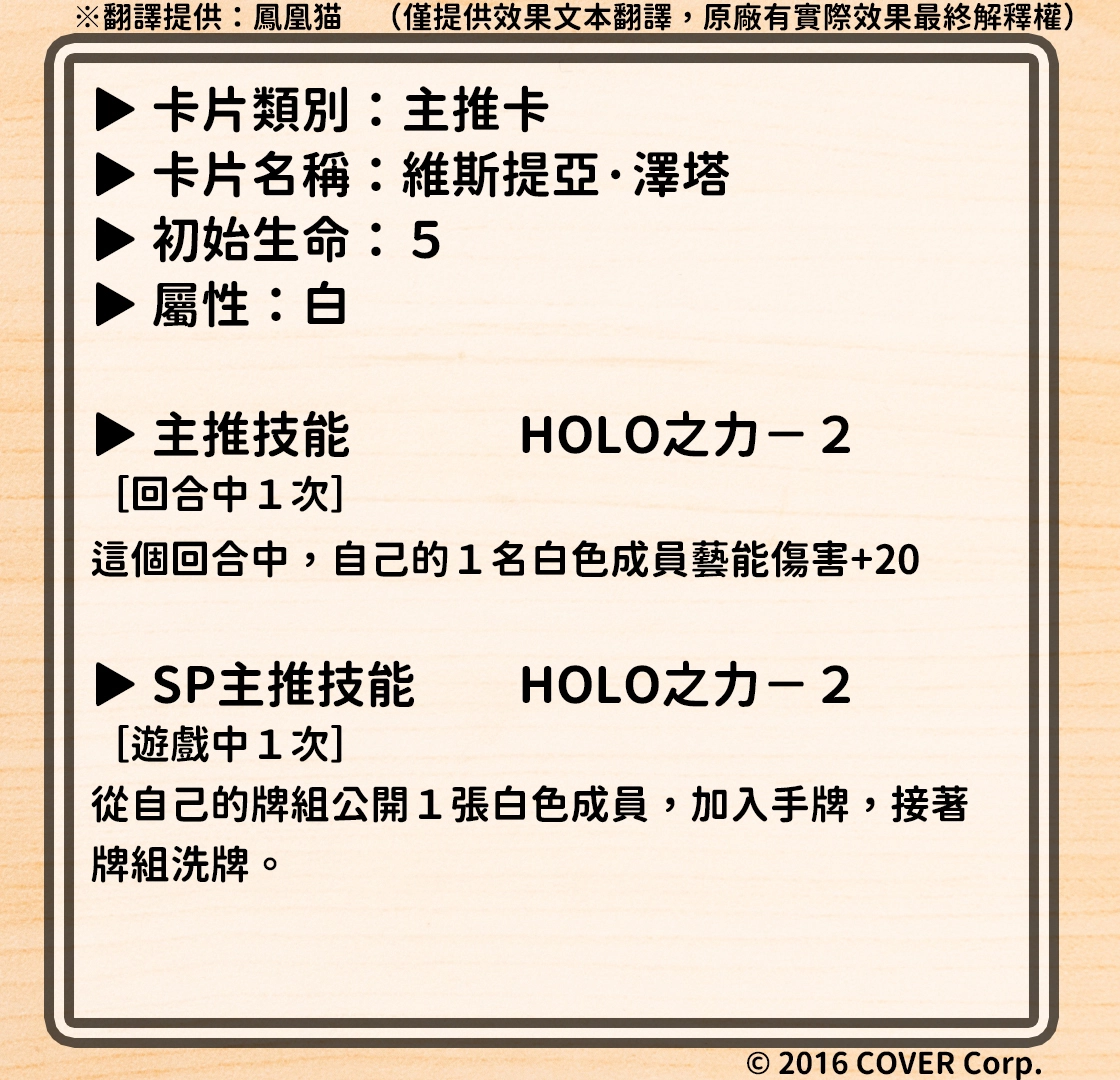 ※翻譯提供：鳳凰猫　（僅提供效果文本翻譯，原廠有實際效果最終解釋權）
▶ 卡片類別：主推卡
▶ 卡片名稱：維斯提亞·澤塔
▶ 初始生命：５
▶ 屬性：白
▶ 主推技能　　　HOLO之力－２
［回合中１次］
這個回合中，自己的１名白色成員藝能傷害+20
▶ SP主推技能　　HOLO之力－２
［遊戲中１次］
從自己的牌組公開１張白色成員，加入手牌，接著
牌組洗牌。
© 2016 COVER Corp.